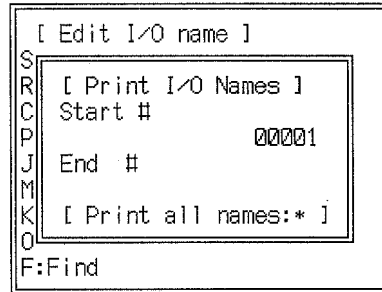 [ Edit I/O name ]
S
R
[ Print I/O Names ]
C
Start #
P
00001
J
End #
M
K
[ Print all names:* ]
O
F:Find